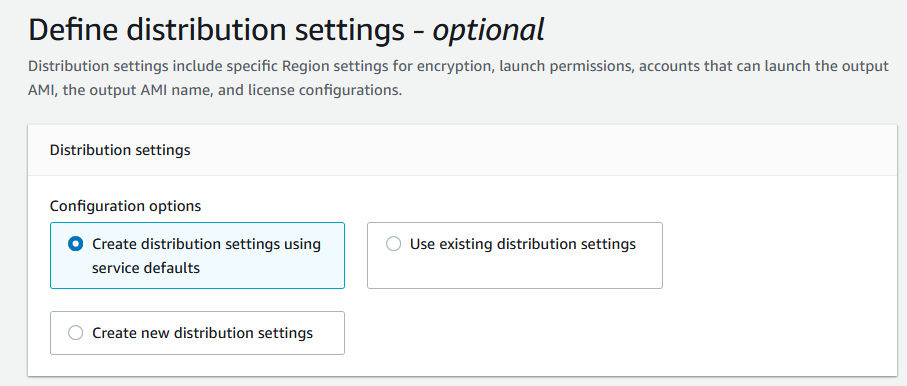 Define distribution settings - optional
Distribution settings include specific Region settings for encryption, launch permissions, accounts that can launch the output
AMI, the output AMI name, and license configurations.
Distribution settings
Configuration options
Create distribution settings using
service defaults
Use existing distribution settings
Create new distribution settings